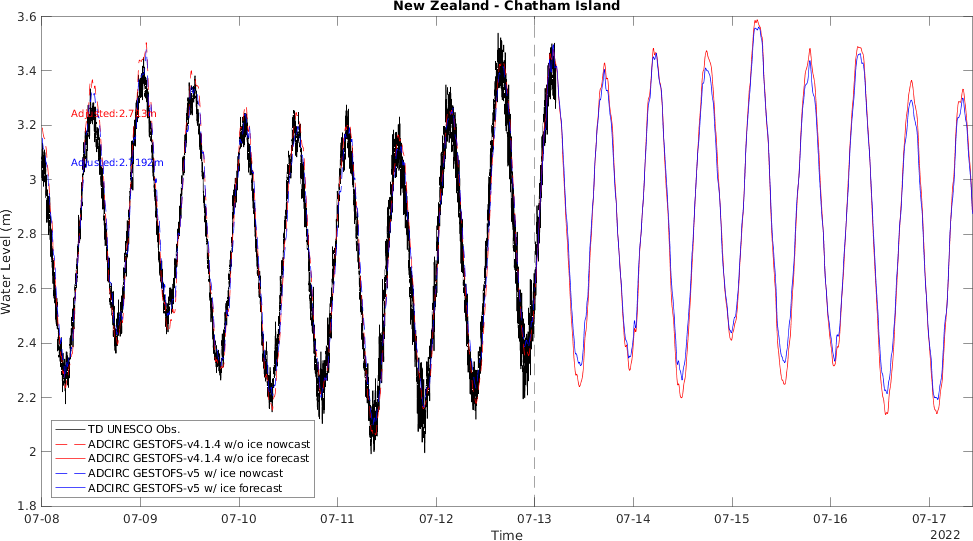 New Zealand - Chatham Island
3.6
3.4
3.2
3
2.8
2.6
2.4
2.2
2
1.8
Water Level (m)
Adjusted:2.7192m
TD UNESCO Obs.
ADCIRC GESTOFS-v4.1.4 w/o ice nowcast
ADCIRC GESTOFS-v4.1.4 w/o ice forecast
ADCIRC GESTOFS-v5 w/ ice nowcast
ADCIRC GESTOFS-v5 w/ ice forecast
07-08
07-09
07-10
07-11
07-12
07-13
07-14
07-15
07-16
07-17
Time
2022